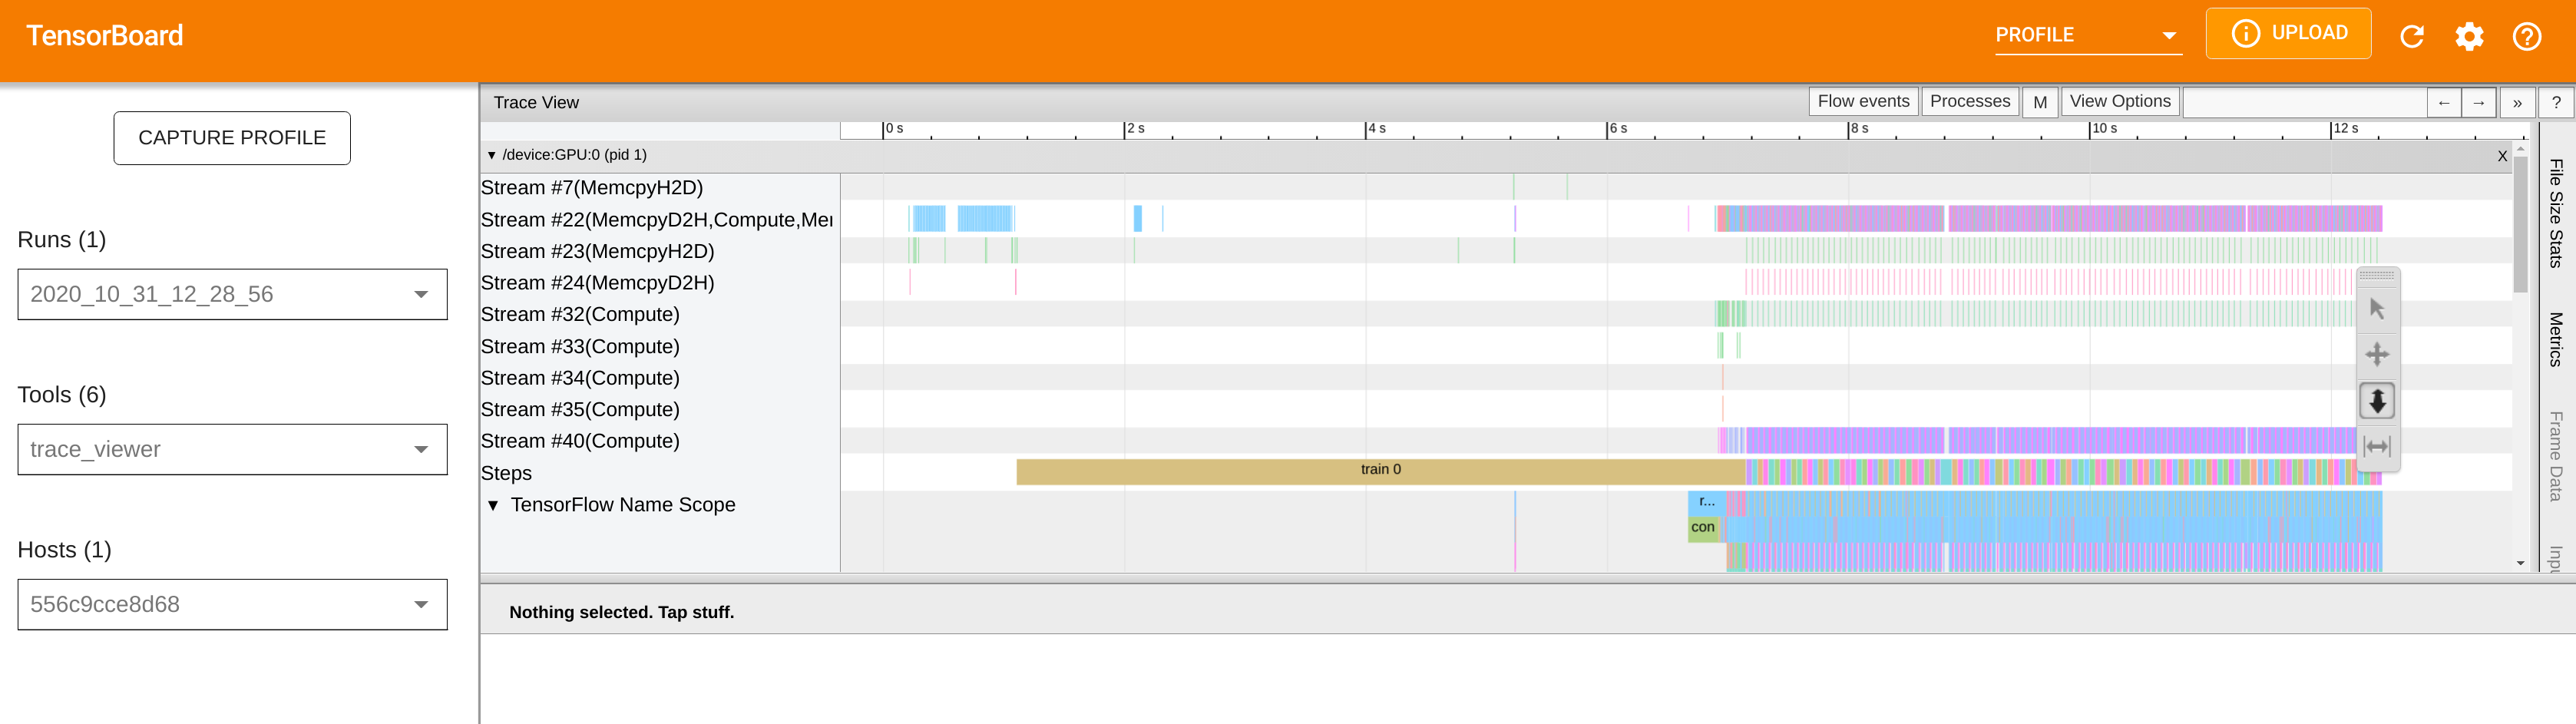 TensorBoard
PROFILE
UPLOAD
CAPTURE PROFILE
Runs (1)
2020_10_31_12_28_56
Tools (6)
trace_viewer
Hosts (1)
556c9cce8d68
Trace View
Flow events
Processes
M
View Options
←
→
»
?
0 s
2 s
4 s
6 s
8 s
10 s
12 s
/device:GPU:0 (pid 1)
X
Stream #7(MemcpyH2D)
Stream #22(MemcpyD2H,Compute,Mer
Stream #23(MemcpyH2D)
Stream #24(MemcpyD2H)
Stream #32(Compute)
Stream #33(Compute)
Stream #34(Compute)
Stream #35(Compute)
Stream #40(Compute)
Steps
train 0
TensorFlow Name Scope
r...
con
File Size Stats
Metrics
Frame Data
Nothing selected. Tap stuff.